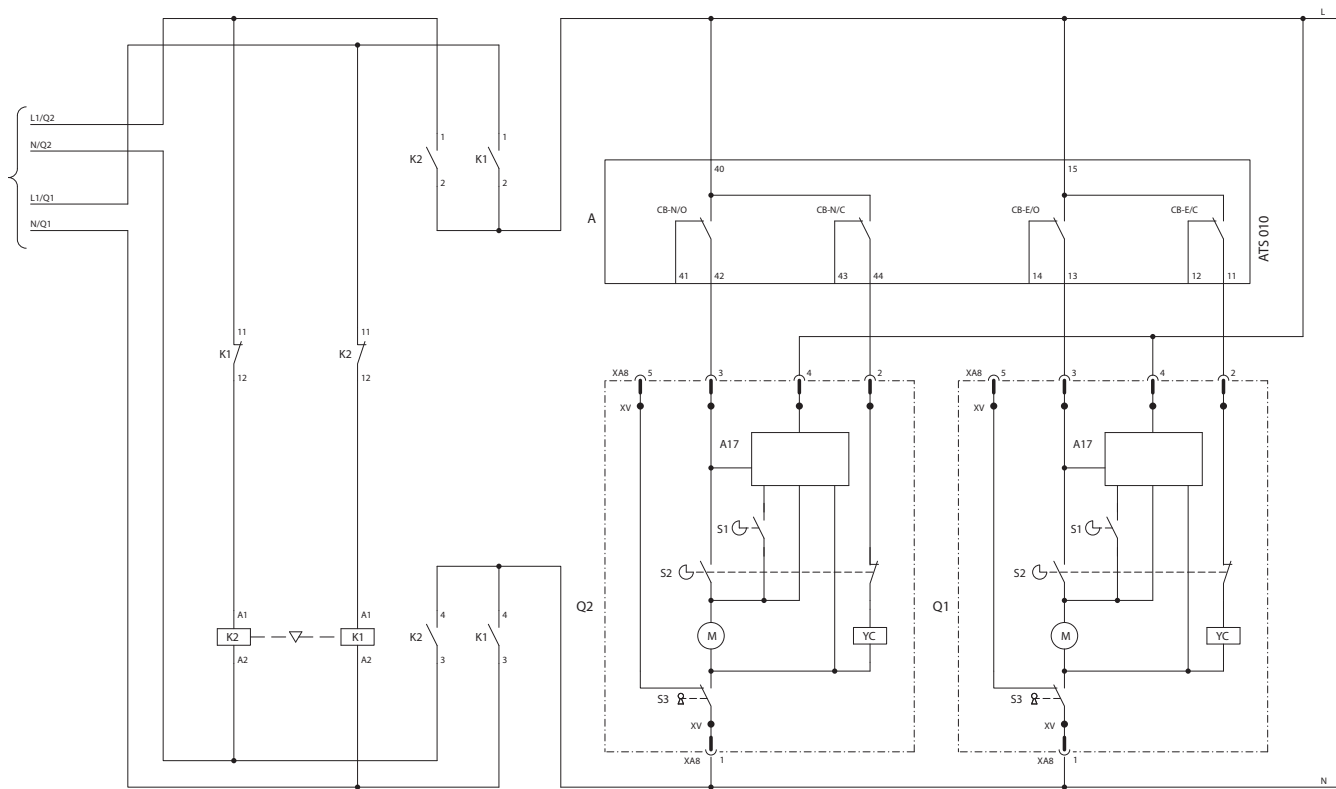 L
L1/Q2
N/Q2
L1/Q1
N/Q1
1
1
K2
K1
2
2
40
15
A
CB-N/O
CB-N/C
CB-E/O
CB-E/C
ATS 010
41
42
43
44
14
13
12
11
11
11
K1
K2
12
12
XA8
5
3
4
2
XA8
5
3
4
2
XV
XV
A17
A17
S1
S1
S2
S2
Q2
Q1
A1
A1
4
4
K2
K1
K2
K1
M
YC
M
YC
A2
A2
3
3
S3
S3
XV
XV
XA8
1
XA8
1
N